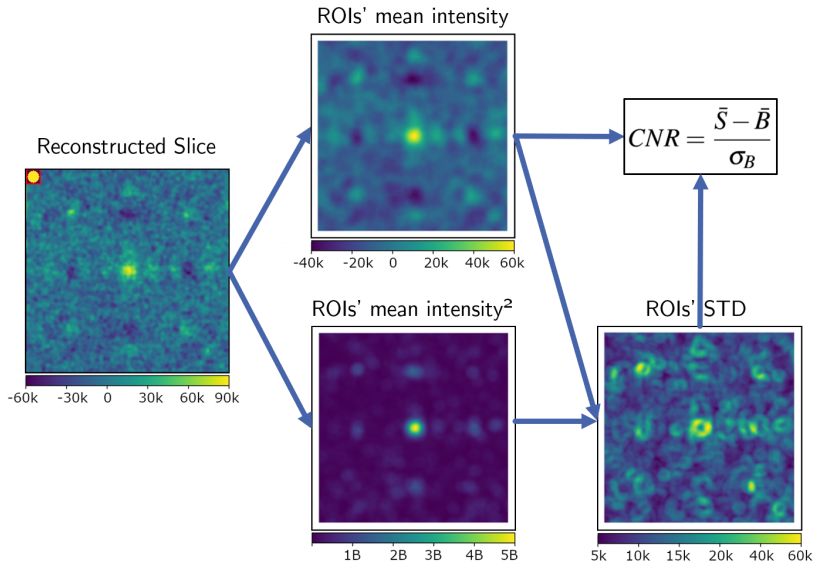 ROIs' mean intensity
Reconstructed Slice
-60k -30k 0 30k 60k 90k
-40k -20k 0 20k 40k 60k
CNR = (S̄ − B̄) / σ_B
ROIs' mean intensity²
1B 2B 3B 4B 5B
ROIs' STD
5k 10k 15k 20k 40k 60k